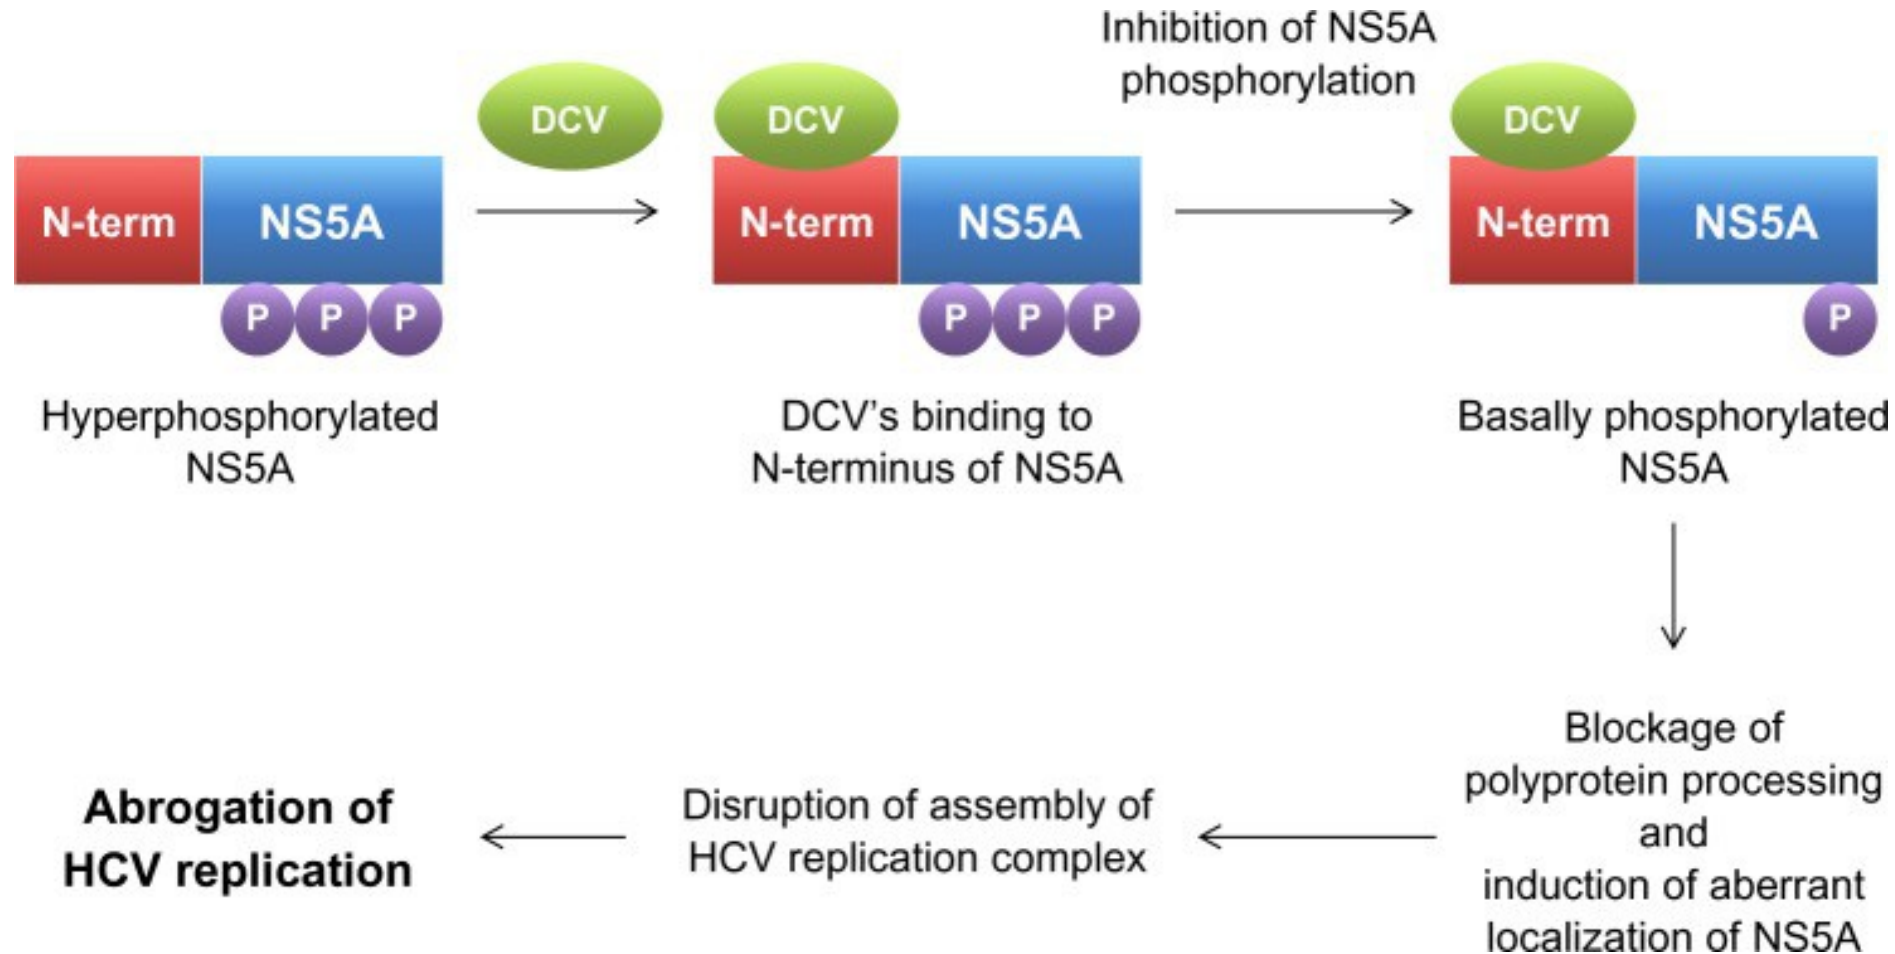 Inhibition of NS5A
phosphorylation
DCV
DCV
DCV
N-term
NS5A
N-term
NS5A
N-term
NS5A
P
P
P
P
P
P
P
Hyperphosphorylated
NS5A
DCV's binding to
N-terminus of NS5A
Basally phosphorylated
NS5A
Blockage of
polyprotein processing
and
induction of aberrant
localization of NS5A
Disruption of assembly of
HCV replication complex
Abrogation of
HCV replication